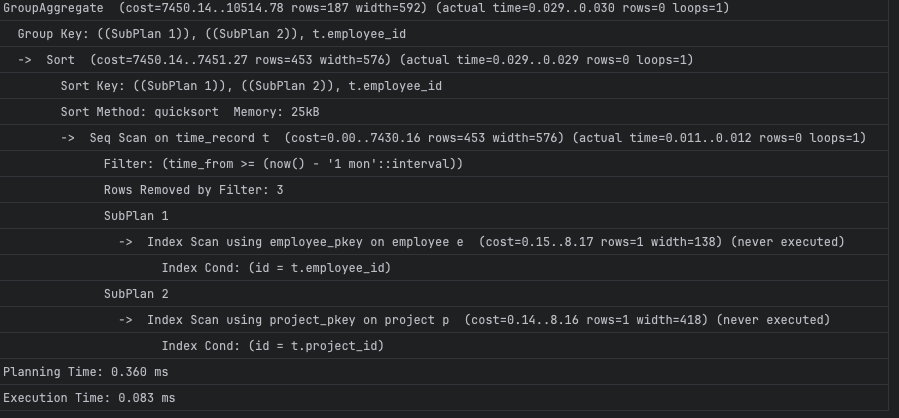 GroupAggregate  (cost=7450.14..10514.78 rows=187 width=592) (actual time=0.029..0.030 rows=0 loops=1)
  Group Key: ((SubPlan 1)), ((SubPlan 2)), t.employee_id
  ->  Sort  (cost=7450.14..7451.27 rows=453 width=576) (actual time=0.029..0.029 rows=0 loops=1)
        Sort Key: ((SubPlan 1)), ((SubPlan 2)), t.employee_id
        Sort Method: quicksort  Memory: 25kB
        ->  Seq Scan on time_record t  (cost=0.00..7430.16 rows=453 width=576) (actual time=0.011..0.012 rows=0 loops=1)
              Filter: (time_from >= (now() - '1 mon'::interval))
              Rows Removed by Filter: 3
              SubPlan 1
                ->  Index Scan using employee_pkey on employee e  (cost=0.15..8.17 rows=1 width=138) (never executed)
                      Index Cond: (id = t.employee_id)
              SubPlan 2
                ->  Index Scan using project_pkey on project p  (cost=0.14..8.16 rows=1 width=418) (never executed)
                      Index Cond: (id = t.project_id)
Planning Time: 0.360 ms
Execution Time: 0.083 ms